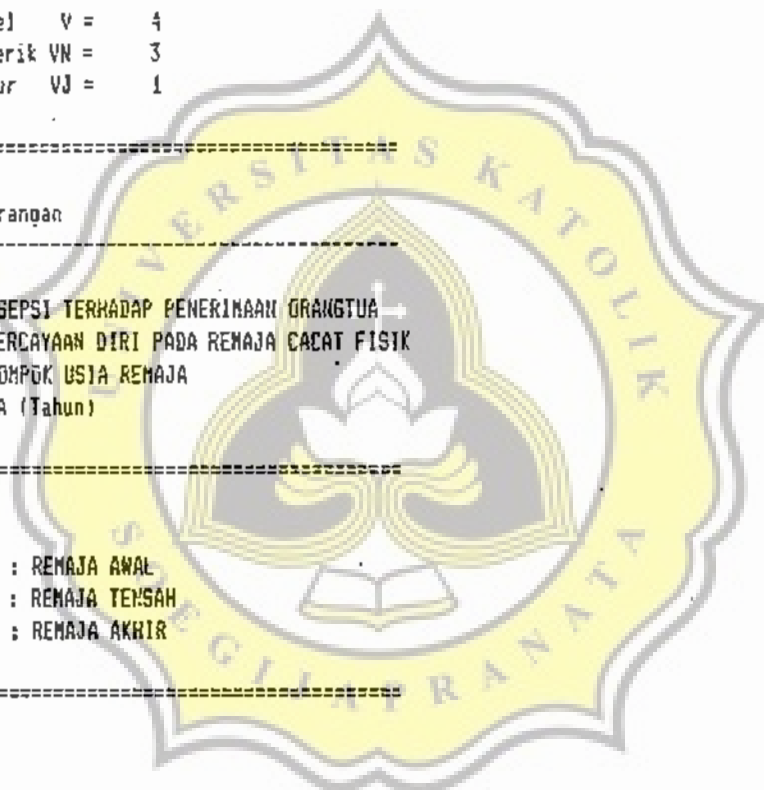 el V = 4
erik VN = 3
ur VJ = 1
rangan
SEPSI TERHADAP PENERIMAAN ORANGTUA
ERCAYAAN DIRI PADA REMAJA CACAT FISIK
OMPOK USIA REMAJA
A (Tahun)
: REMAJA AWAL
: REMAJA TENGAH
: REMAJA AKHIR
UNIVERSITAS KATOLIK
SOEGIJAPRANATA